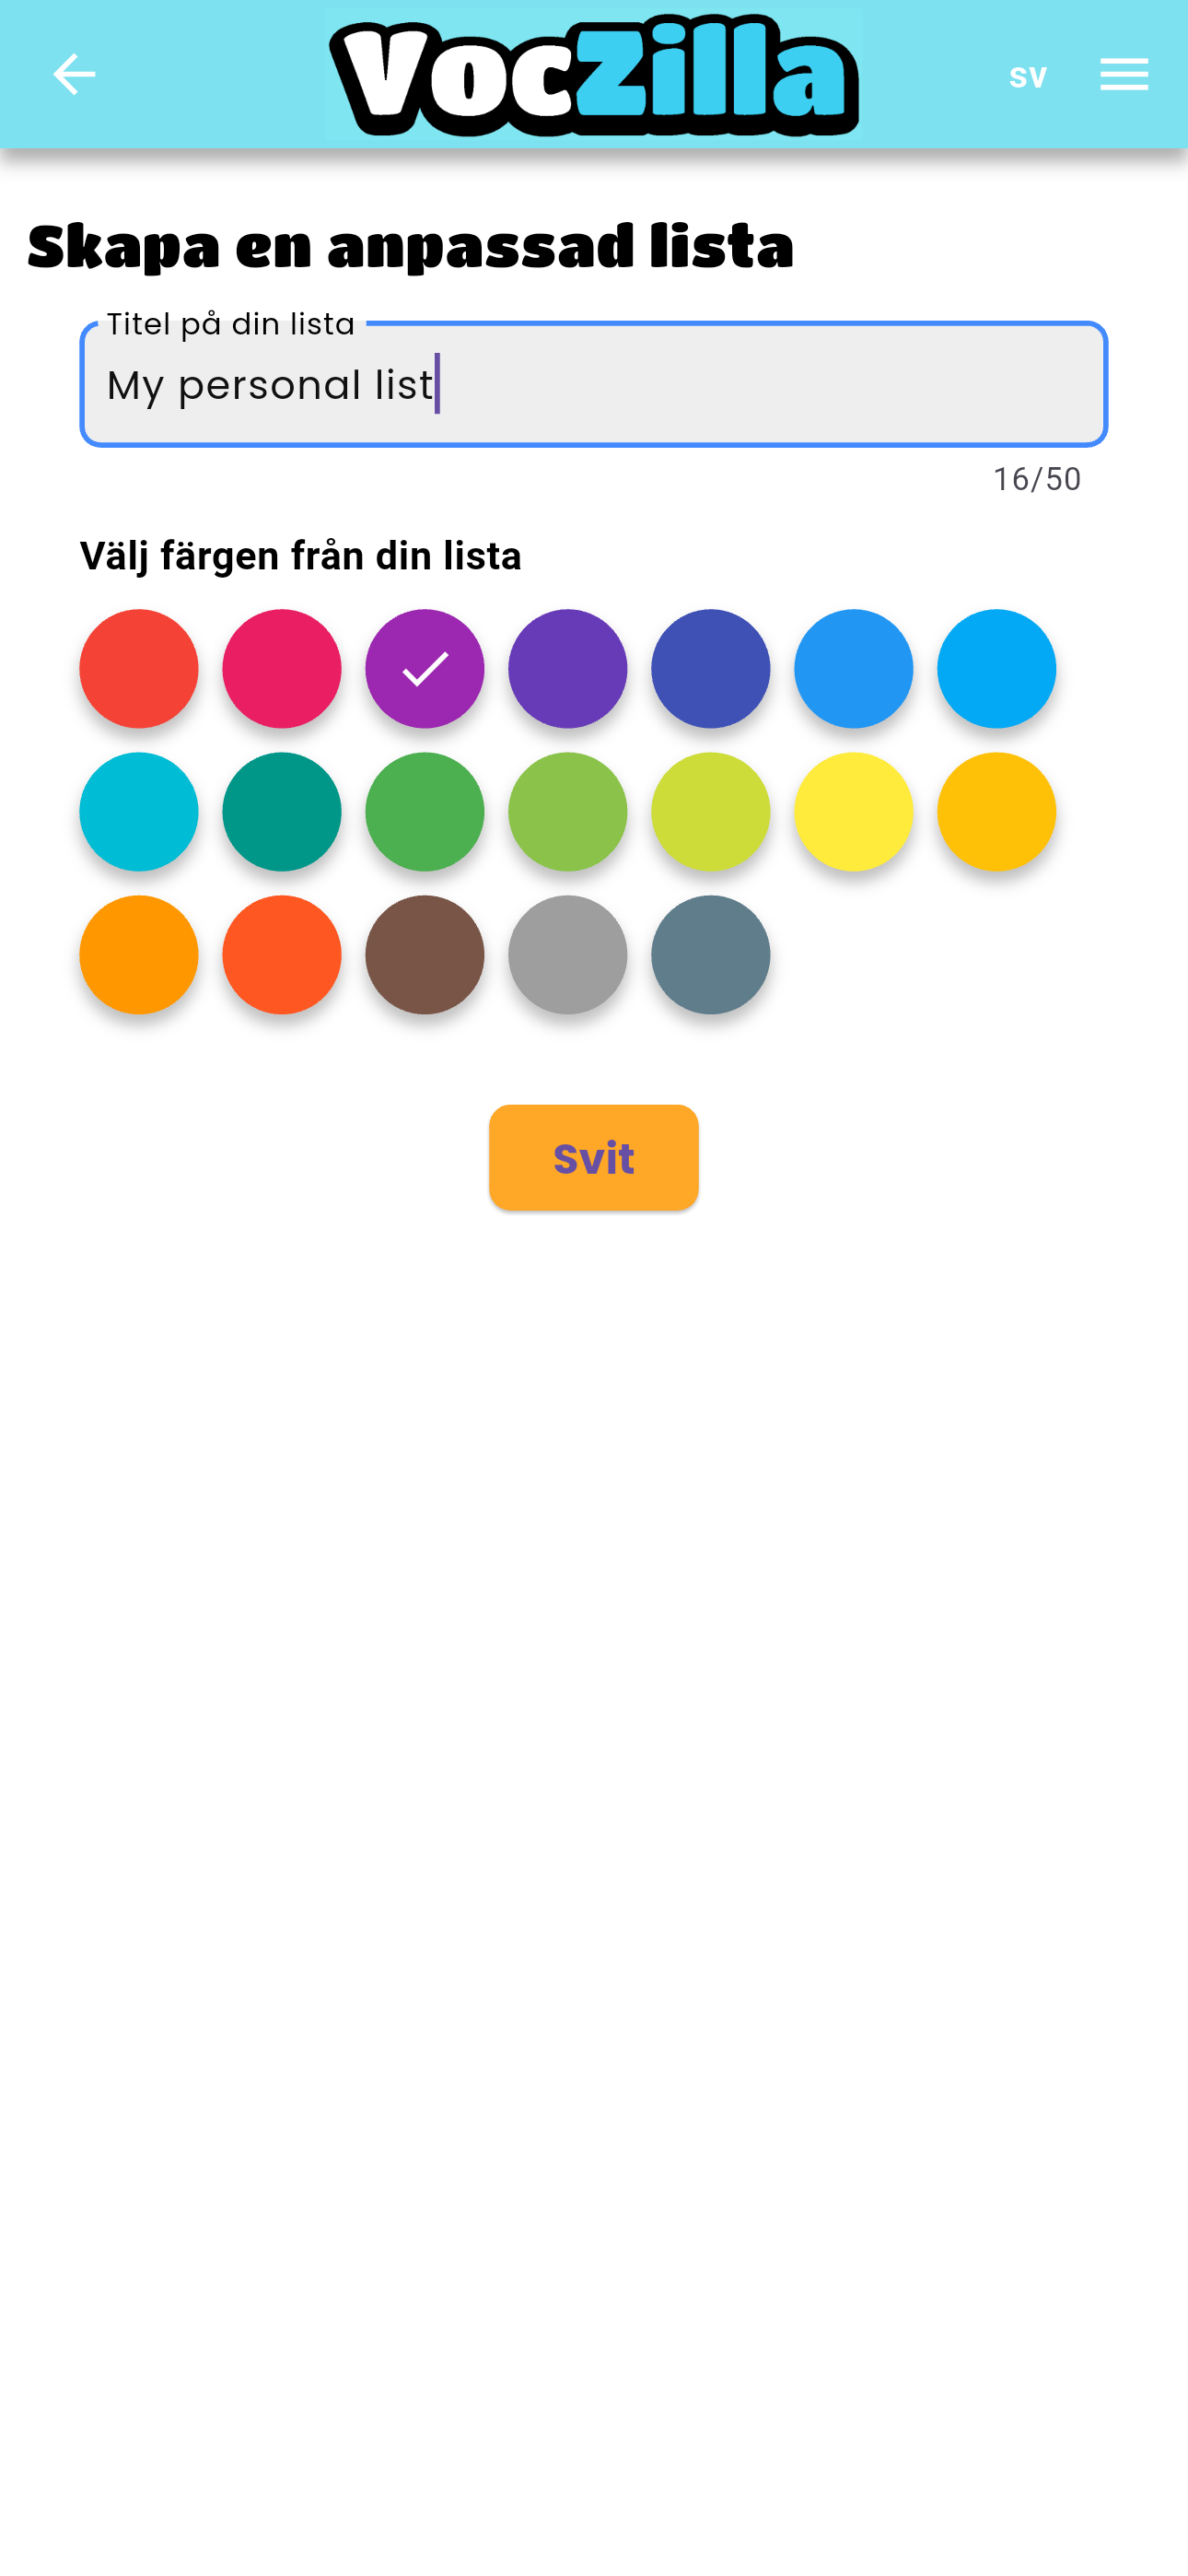 VocZilla
sv
Skapa en anpassad lista
Titel på din lista
My personal list
16/50
Välj färgen från din lista
Svit